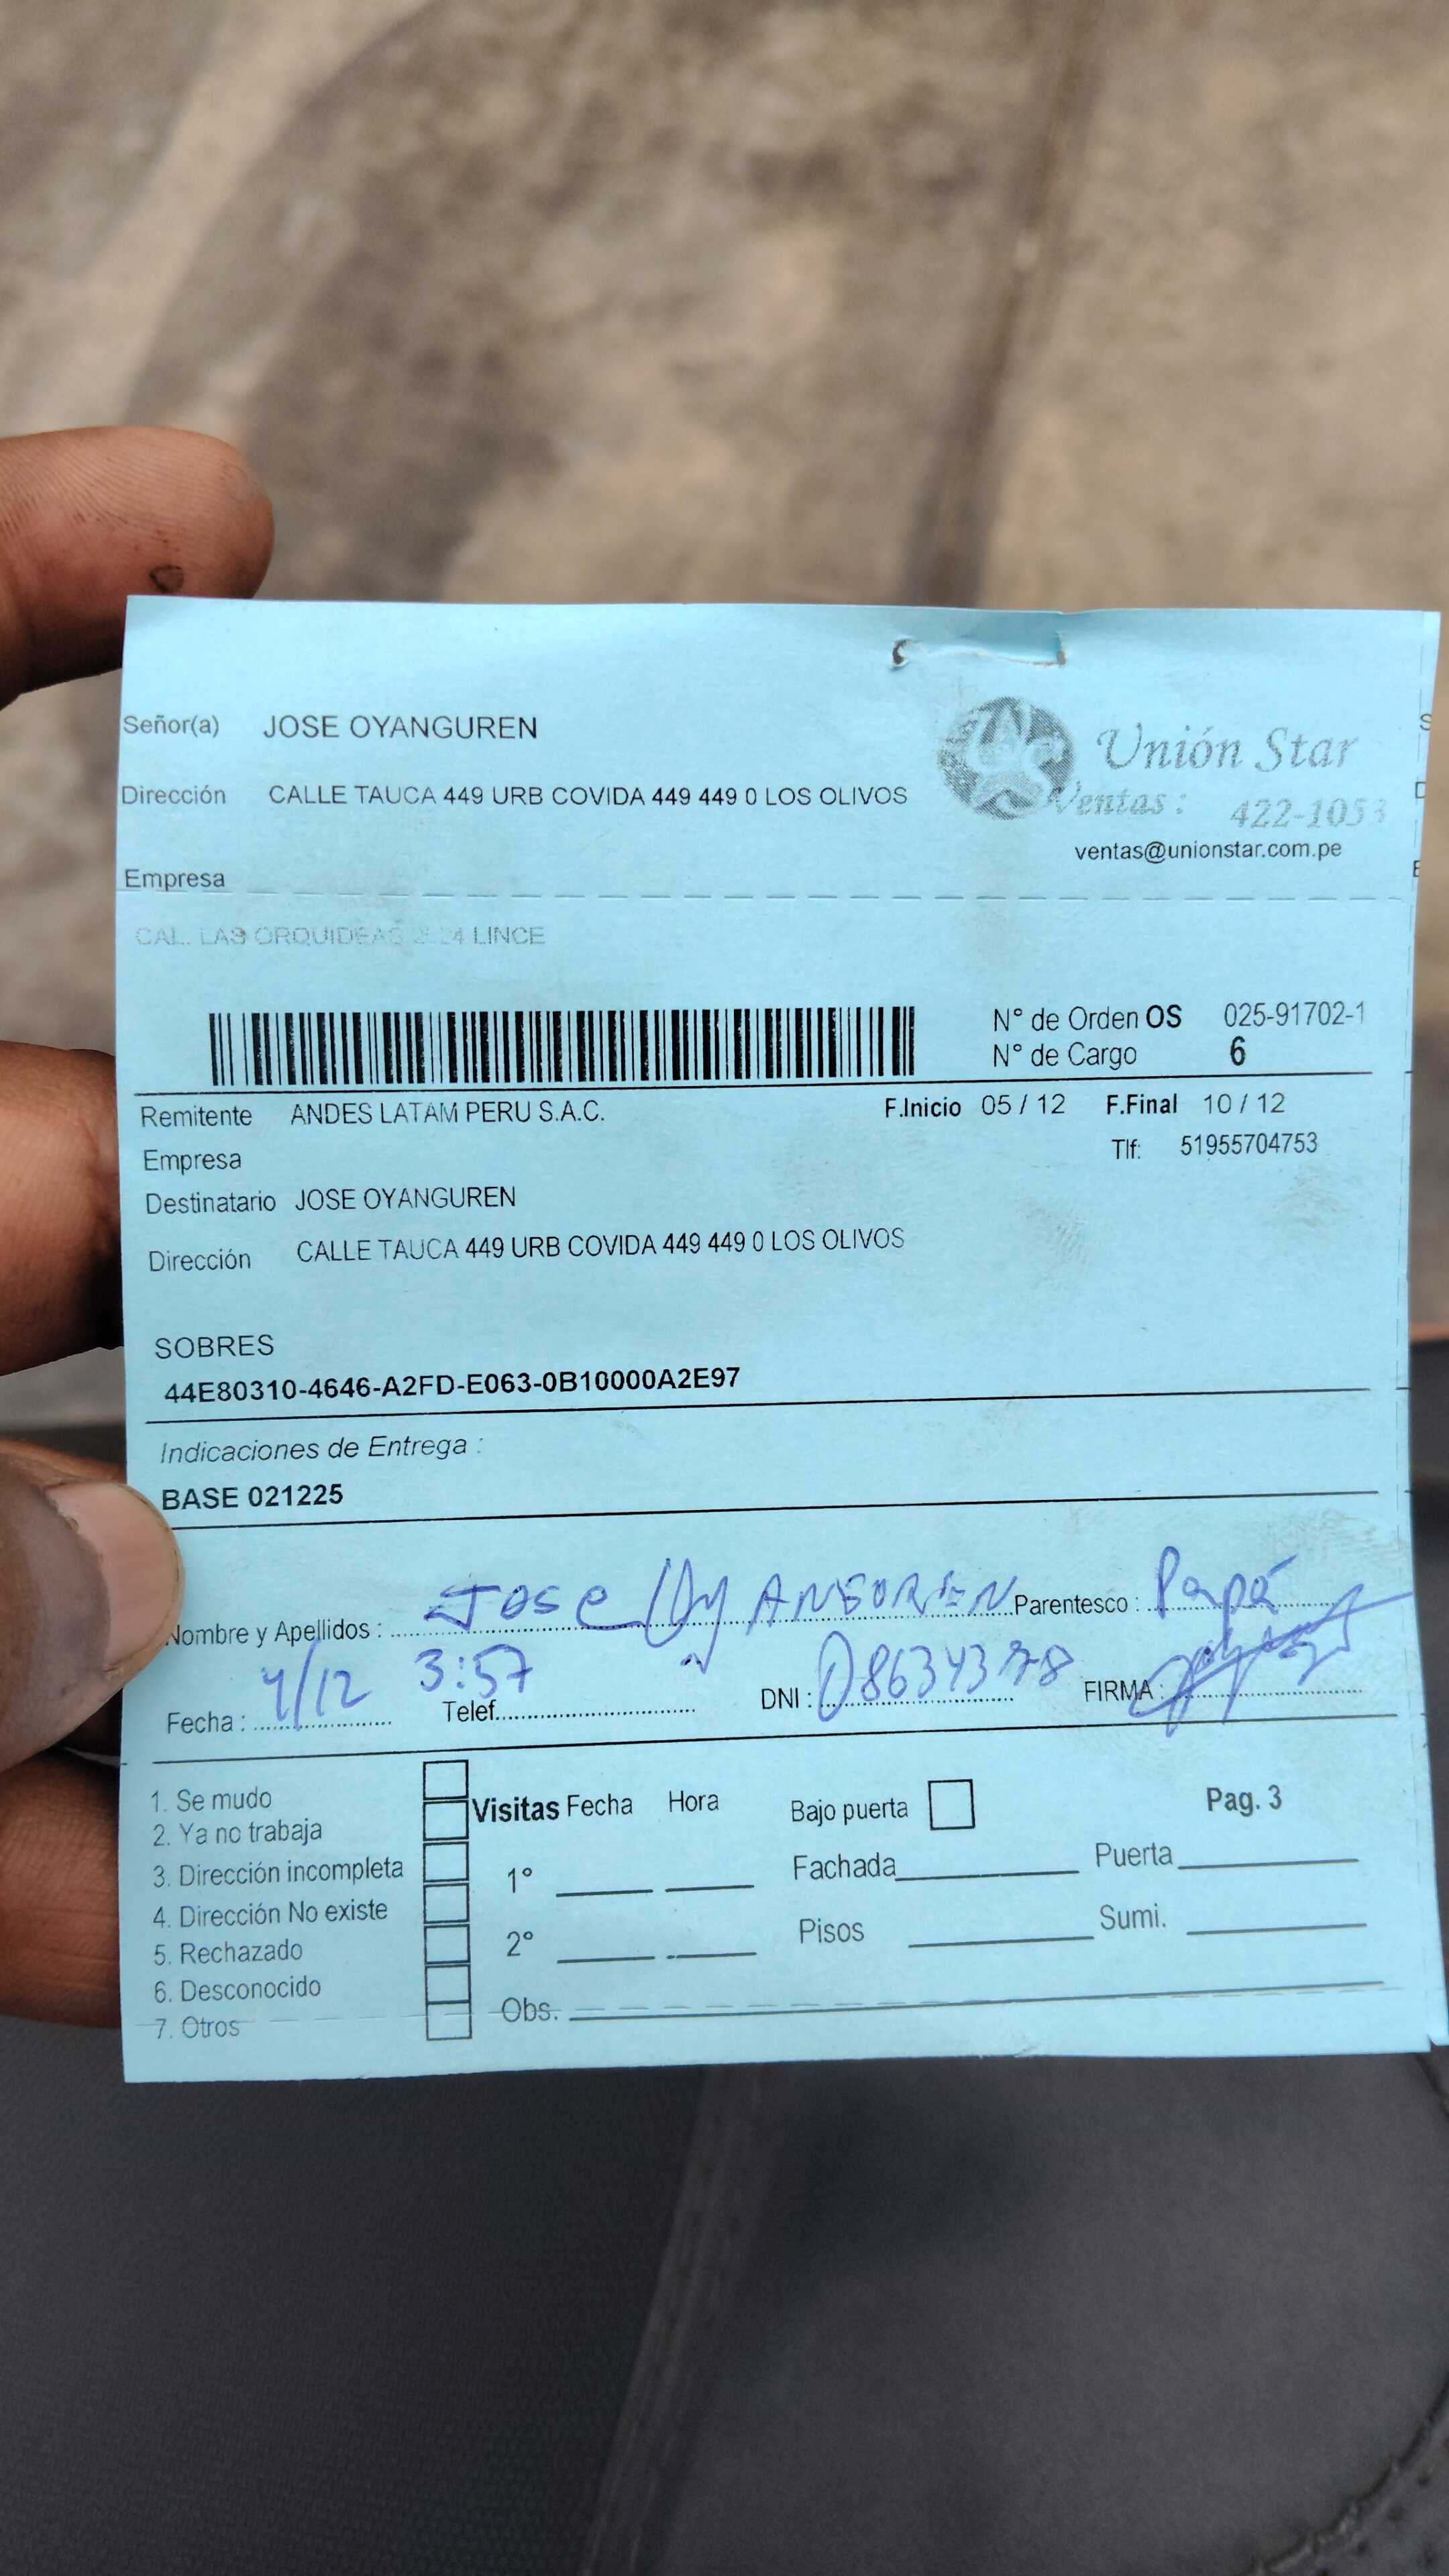 Señor(a) JOSE OYANGUREN
Unión Star
Dirección CALLE TAUCA 449 URB COVIDA 449 449 0 LOS OLIVOS
Ventas : 422-1053
ventas@unionstar.com.pe
Empresa
CAL. LAS ORQUIDEAS LINCE
N° de Orden OS 025-91702-1
N° de Cargo 6
Remitente ANDES LATAM PERU S.A.C. F.Inicio 05 / 12 F.Final 10 / 12
Empresa Tlf: 51955704753
Destinatario JOSE OYANGUREN
Dirección CALLE TAUCA 449 URB COVIDA 449 449 0 LOS OLIVOS
SOBRES
44E80310-4646-A2FD-E063-0B10000A2E97
Indicaciones de Entrega :
BASE 021225
Nombre y Apellidos : Jose Parentesco : Papá
Fecha : 4/12 3:57 Telef. DNI : FIRMA :
1. Se mudo
2. Ya no trabaja
3. Dirección incompleta
4. Dirección No existe
5. Rechazado
6. Desconocido
7. Otros
Visitas Fecha Hora
1°
2°
Obs.
Bajo puerta Pag. 3
Fachada Puerta
Pisos Sumi.